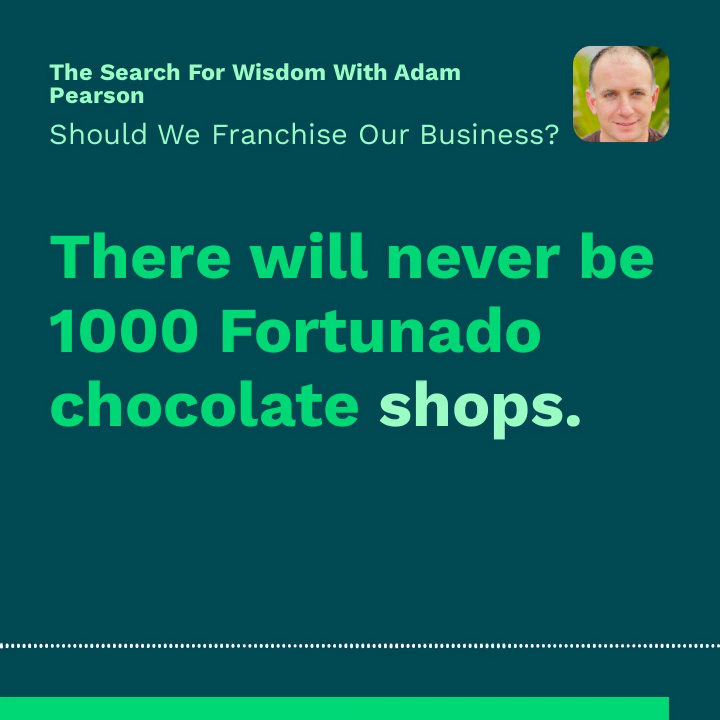 The Search For Wisdom With Adam
Pearson
Should We Franchise Our Business?
There will never be
1000 Fortunado
chocolate shops.